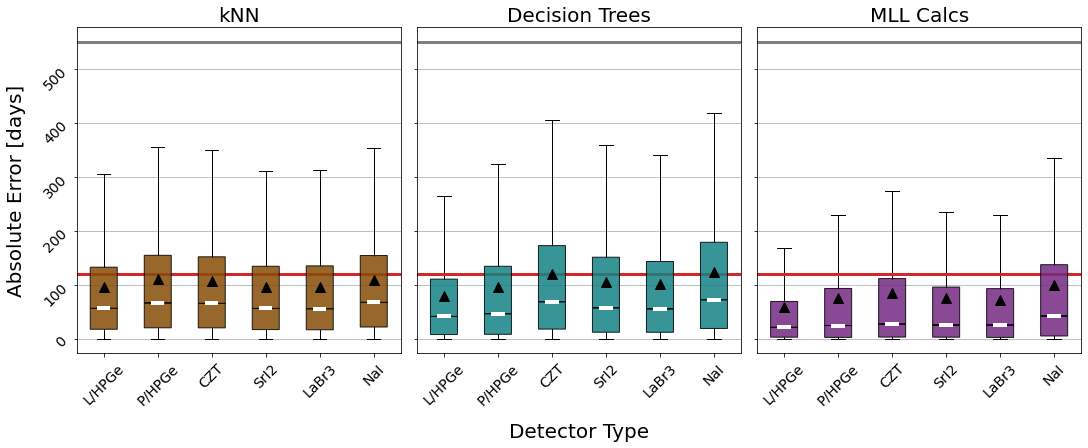 kNN
Decision Trees
MLL Calcs
Absolute Error [days]
500
400
300
200
100
0
L/HPGe
P/HPGe
CZT
SrI2
LaBr3
NaI
L/HPGe
P/HPGe
CZT
SrI2
LaBr3
NaI
L/HPGe
P/HPGe
CZT
SrI2
LaBr3
NaI
Detector Type